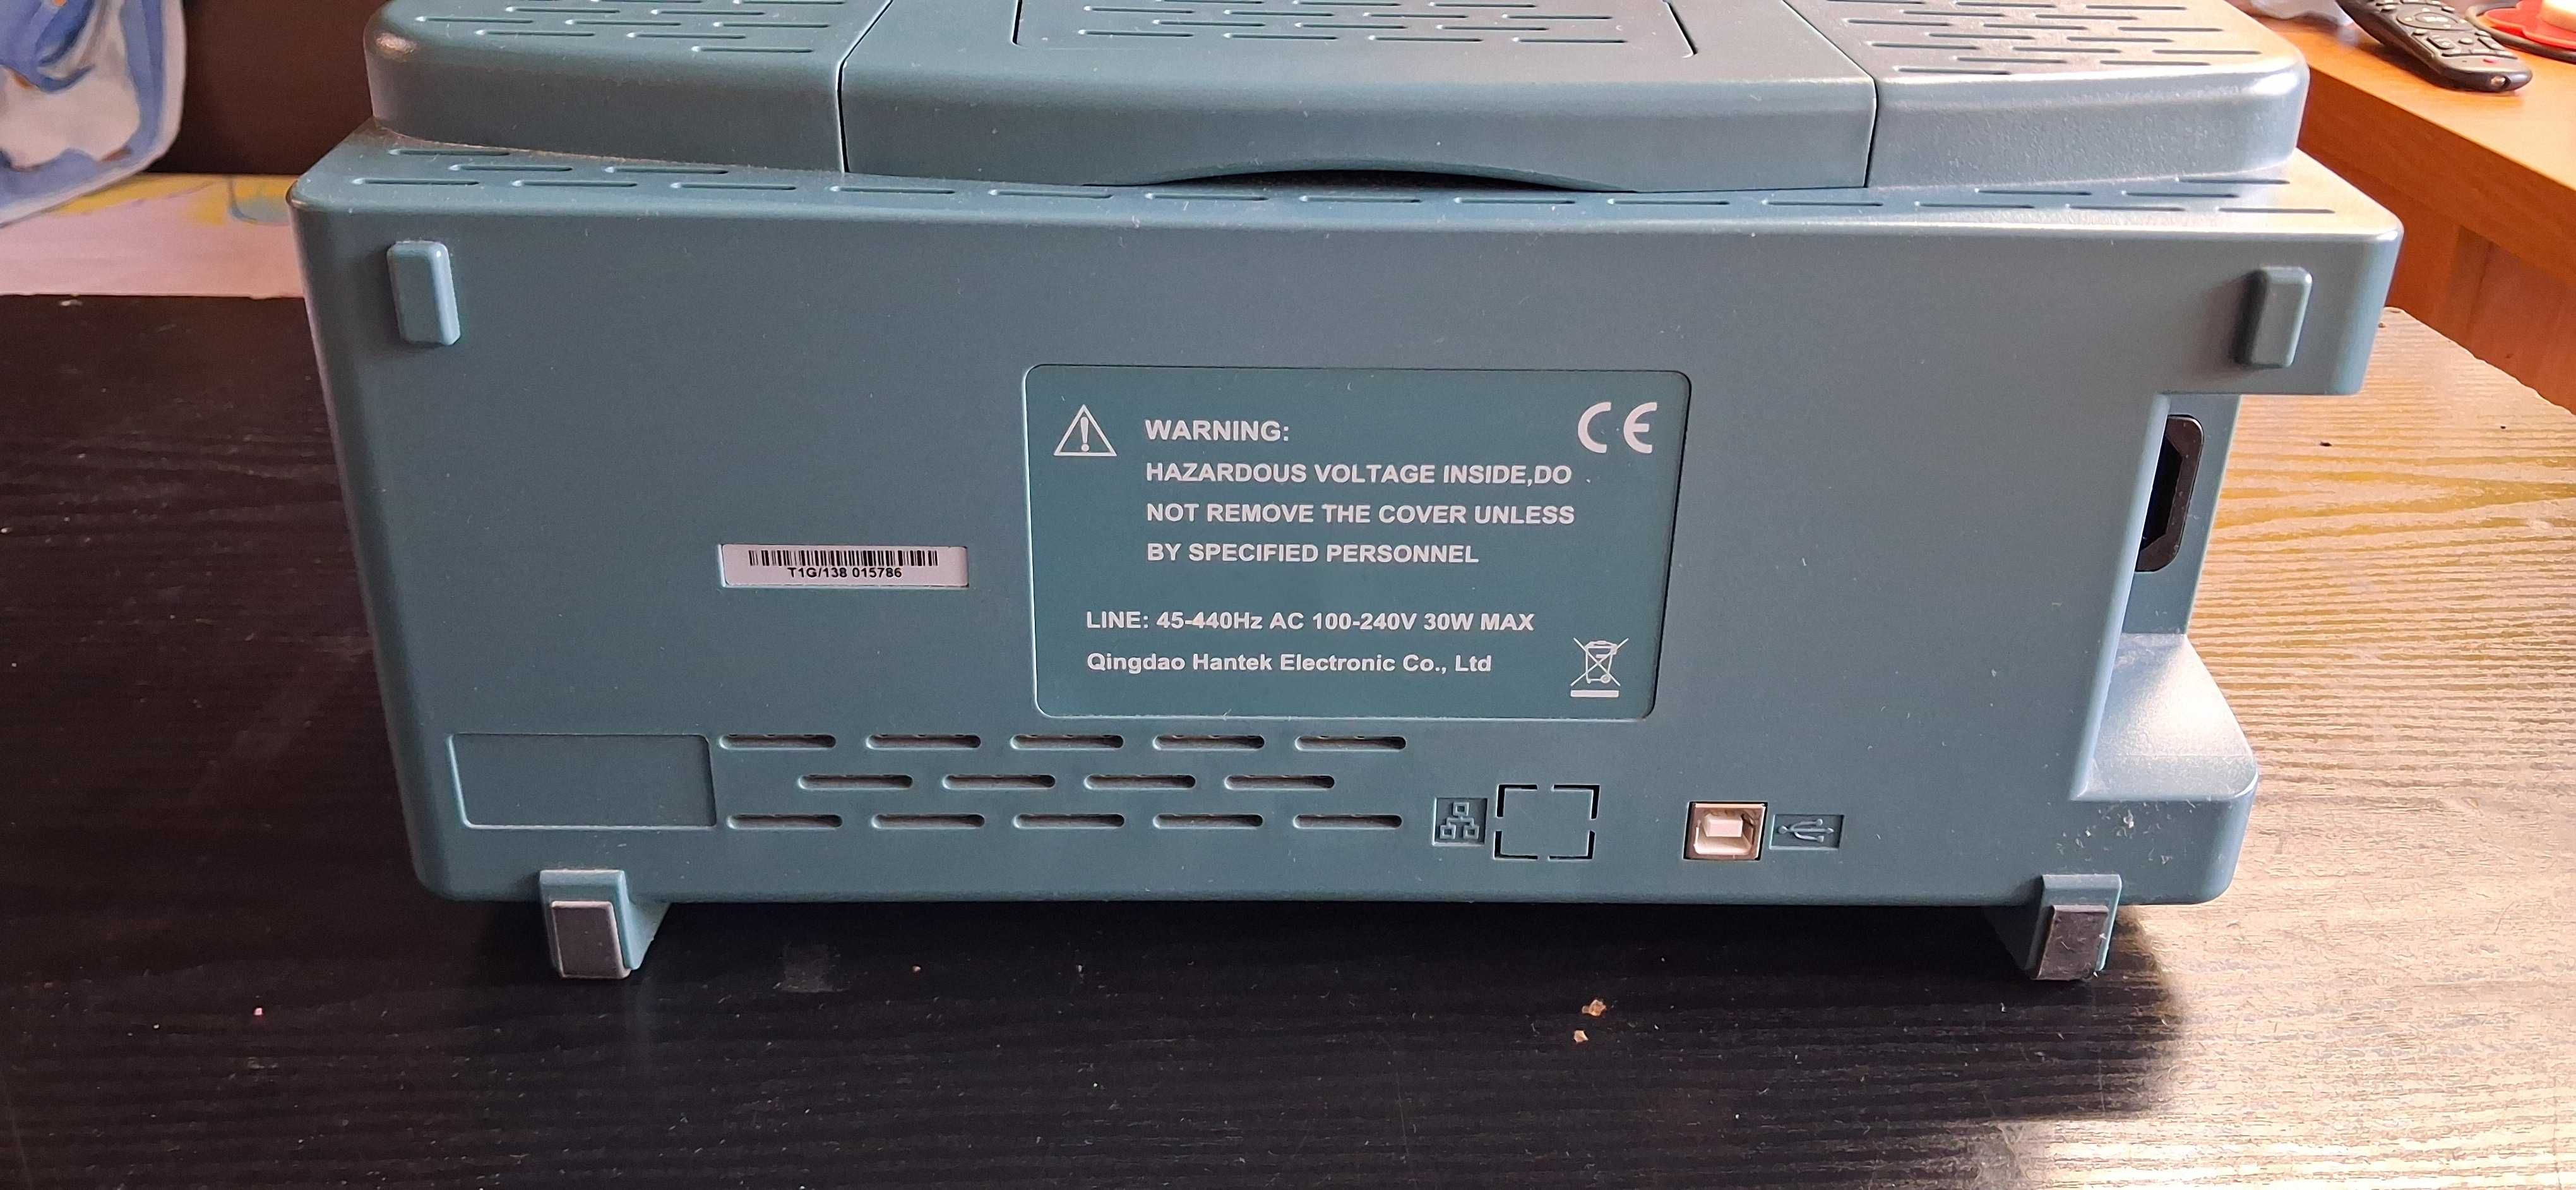 WARNING:
CE
HAZARDOUS VOLTAGE INSIDE,DO
NOT REMOVE THE COVER UNLESS
BY SPECIFIED PERSONNEL
T1G/138 015786
LINE: 45-440Hz AC 100-240V 30W MAX
Qingdao Hantek Electronic Co., Ltd